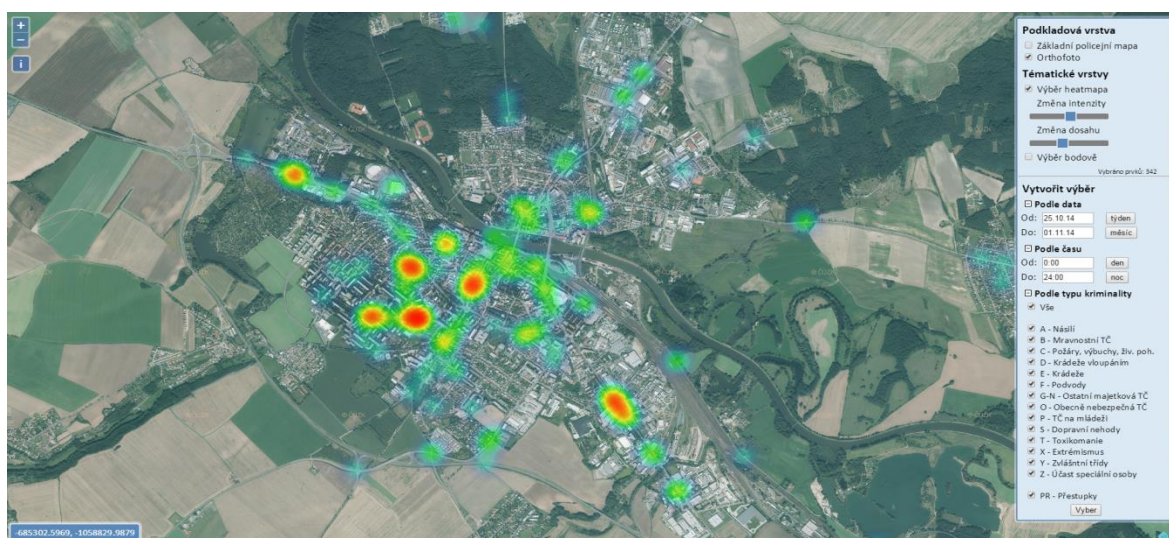 +
−
i
Podkladová vrstva
Základní policejní mapa
Orthofoto
Tématické vrstvy
Výběr heatmapa
Změna intenzity
Změna dosahu
Výběr bodově
Vybráno prvků: 342
Vytvořit výběr
Podle data
Od: 25.10.14 týden
Do: 01.11.14 měsíc
Podle času
Od: 0:00 den
Do: 24:00 noc
Podle typu kriminality
Vše
A - Násilí
B - Mravnostní TČ
C - Požáry, výbuchy, živ. poh.
D - Krádeže vloupáním
E - Krádeže
F - Podvody
G-N - Ostatní majetková TČ
O - Obecně nebezpečná TČ
P - TČ na mládeži
S - Dopravní nehody
T - Toxikomanie
X - Extrémismus
Y - Zvláštní třídy
Z - Účast speciální osoby
PR - Přestupky
Vyber
-685302.5969, -1058829.9879